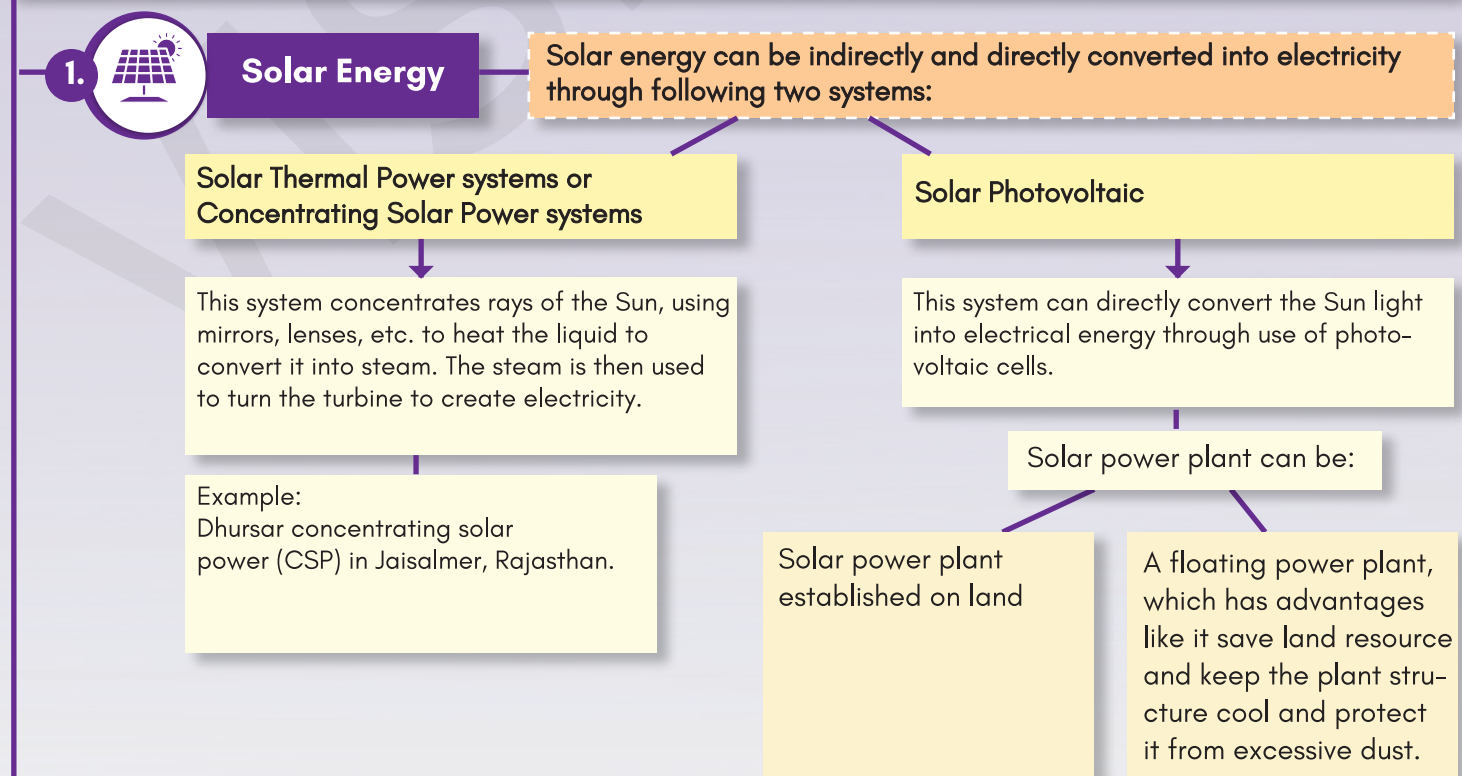 1.
Solar Energy
Solar energy can be indirectly and directly converted into electricity
through following two systems:
Solar Thermal Power systems or
Concentrating Solar Power systems
This system concentrates rays of the Sun, using
mirrors, lenses, etc. to heat the liquid to
convert it into steam. The steam is then used
to turn the turbine to create electricity.
Example:
Dhursar concentrating solar
power (CSP) in Jaisalmer, Rajasthan.
Solar Photovoltaic
This system can directly convert the Sun light
into electrical energy through use of photo-
voltaic cells.
Solar power plant can be:
Solar power plant
established on land
A floating power plant,
which has advantages
like it save land resource
and keep the plant stru-
cture cool and protect
it from excessive dust.